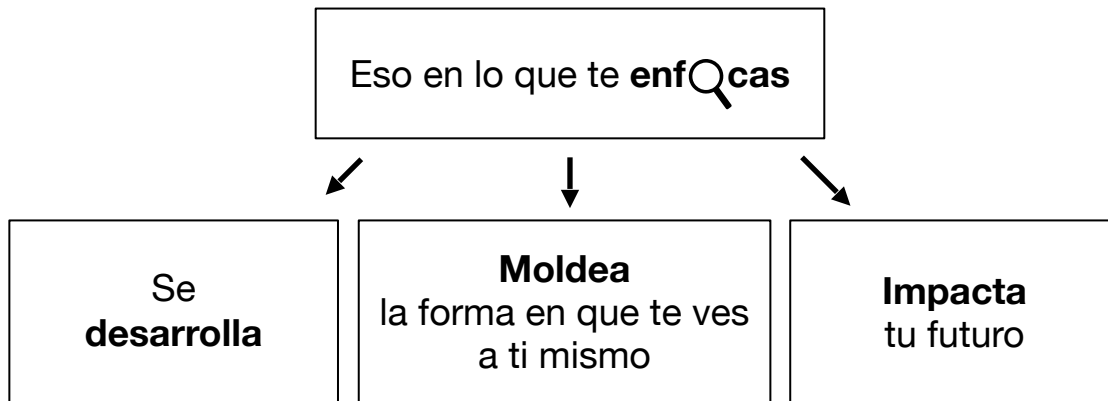 Eso en lo que te enfocas
Se
desarrolla
Moldea
la forma en que te ves
a ti mismo
Impacta
tu futuro